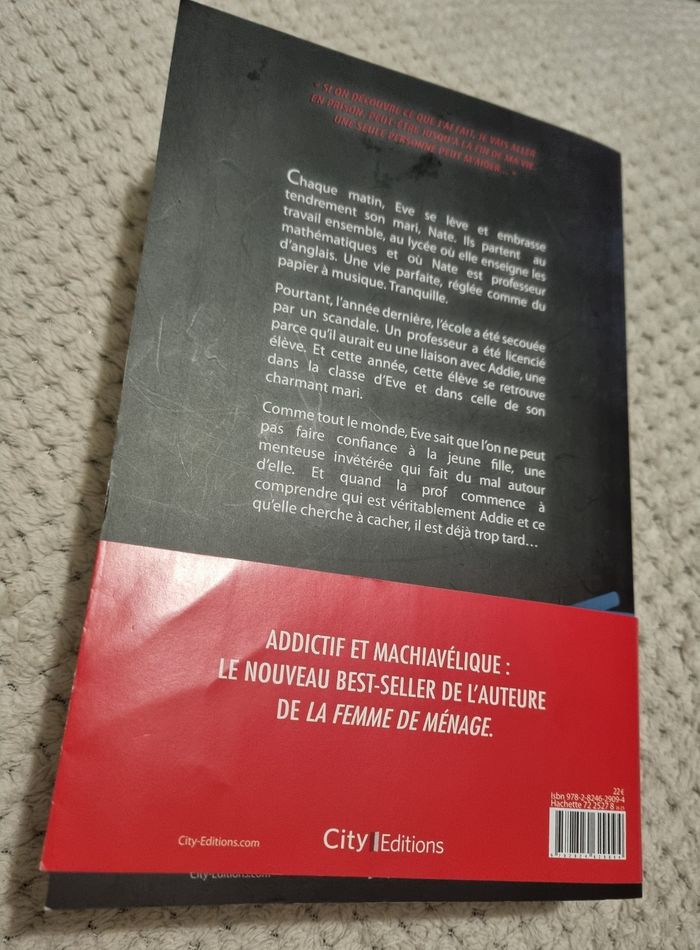 « SI ON DÉCOUVRE CE QUE J'AI FAIT, JE VAIS ALLER
EN PRISON, PEUT-ÊTRE JUSQU'À LA FIN DE MA VIE
UNE SEULE PERSONNE PEUT M'AIDER... »
Chaque matin, Eve se lève et embrasse
tendrement son mari, Nate. Ils partent au
travail ensemble, au lycée où elle enseigne les
mathématiques et où Nate est professeur
d'anglais. Une vie parfaite, réglée comme du
papier à musique. Tranquille.
Pourtant, l'année dernière, l'école a été secouée
par un scandale. Un professeur a été licencié
parce qu'il aurait eu une liaison avec Addie, une
élève. Et cette année, cette élève se retrouve
dans la classe d'Eve et dans celle de son
charmant mari.
Comme tout le monde, Eve sait que l'on ne peut
pas faire confiance à la jeune fille, une
menteuse invétérée qui fait du mal autour
d'elle. Et quand la prof commence à
comprendre qui est véritablement Addie et ce
qu'elle cherche à cacher, il est déjà trop tard...
ADDICTIF ET MACHIAVÉLIQUE :
LE NOUVEAU BEST-SELLER DE L'AUTEURE
DE LA FEMME DE MÉNAGE.
22 €
Isbn 978-2-8246-2909-4
Hachette 72 2527 8
City-Editions.com
City Editions
City-Editions.com